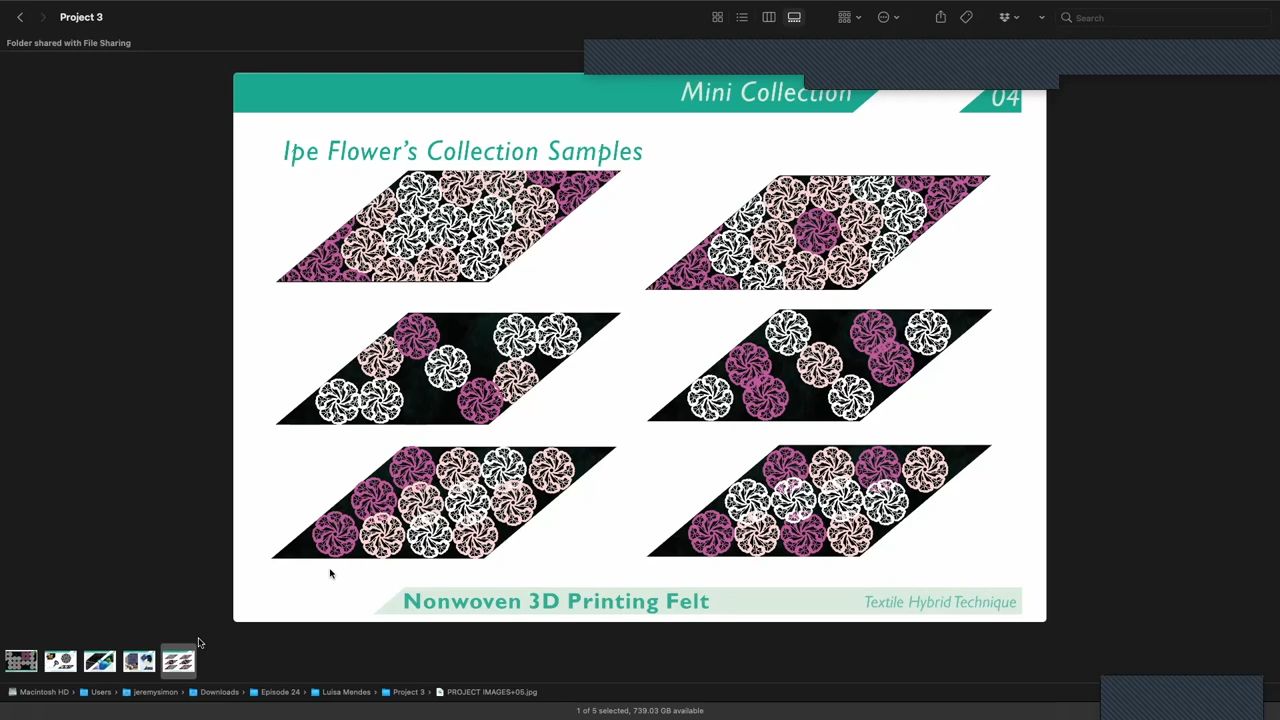 Project 3
Search
Folder shared with File Sharing
Mini Collection
04
Ipe Flower's Collection Samples
Nonwoven 3D Printing Felt
Textile Hybrid Technique
Macintosh HD › Users › jeremysimon › Downloads › Episode 24 › Luisa Mendes › Project 3 › PROJECT IMAGES+05.jpg
1 of 5 selected, 739.03 GB available